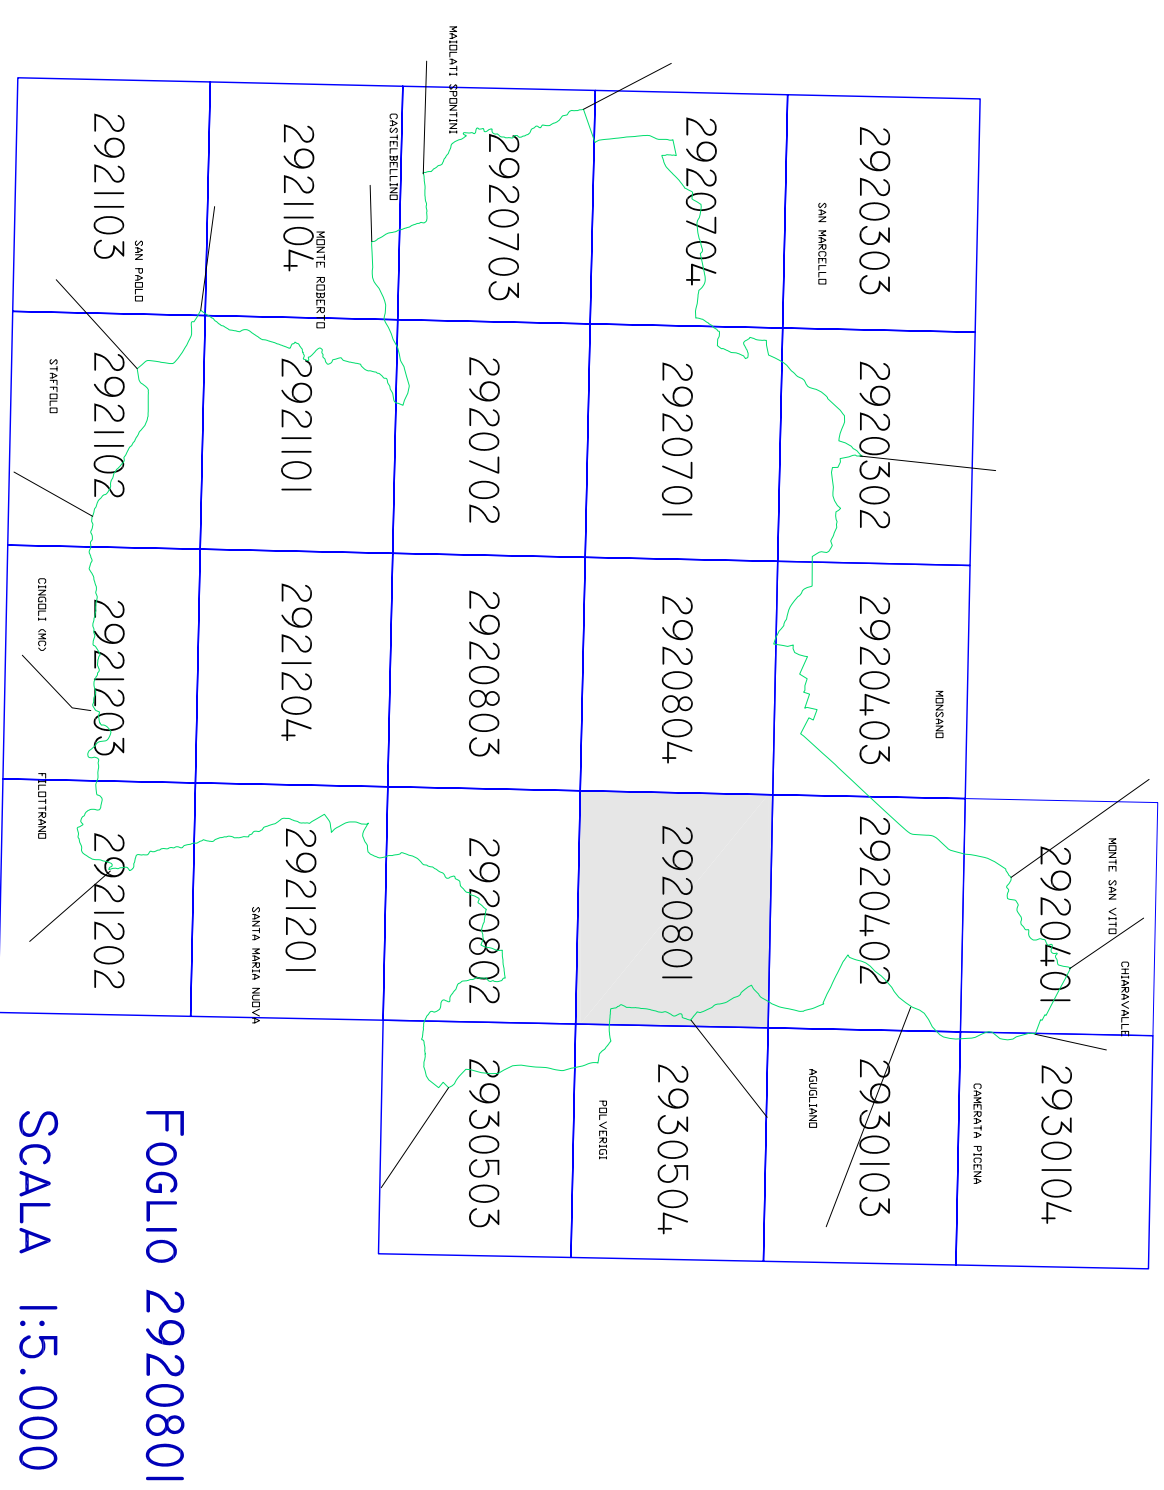 CHIARAVALLE
MONTE SAN VITO
2920401
2930104
CAMERATA PICENA
MONSANO
2920303
2920302
2920403
2920402
2930103
SAN MARCELLO
AGUGLIANO
2920704
2920701
2920804
2920801
2930504
POLVERIGI
2920703
2920702
2920803
2920802
2930503
MAIOLATI SPONTINI
CASTELBELLINO
MONTE ROBERTO
2921104
2921101
2921204
2921201
SANTA MARIA NUOVA
SAN PAOLO
2921103
2921102
2921203
2921202
STAFFOLO
CINGOLI (MC)
FILOTTRANO
FOGLIO 2920801
SCALA 1:5.000